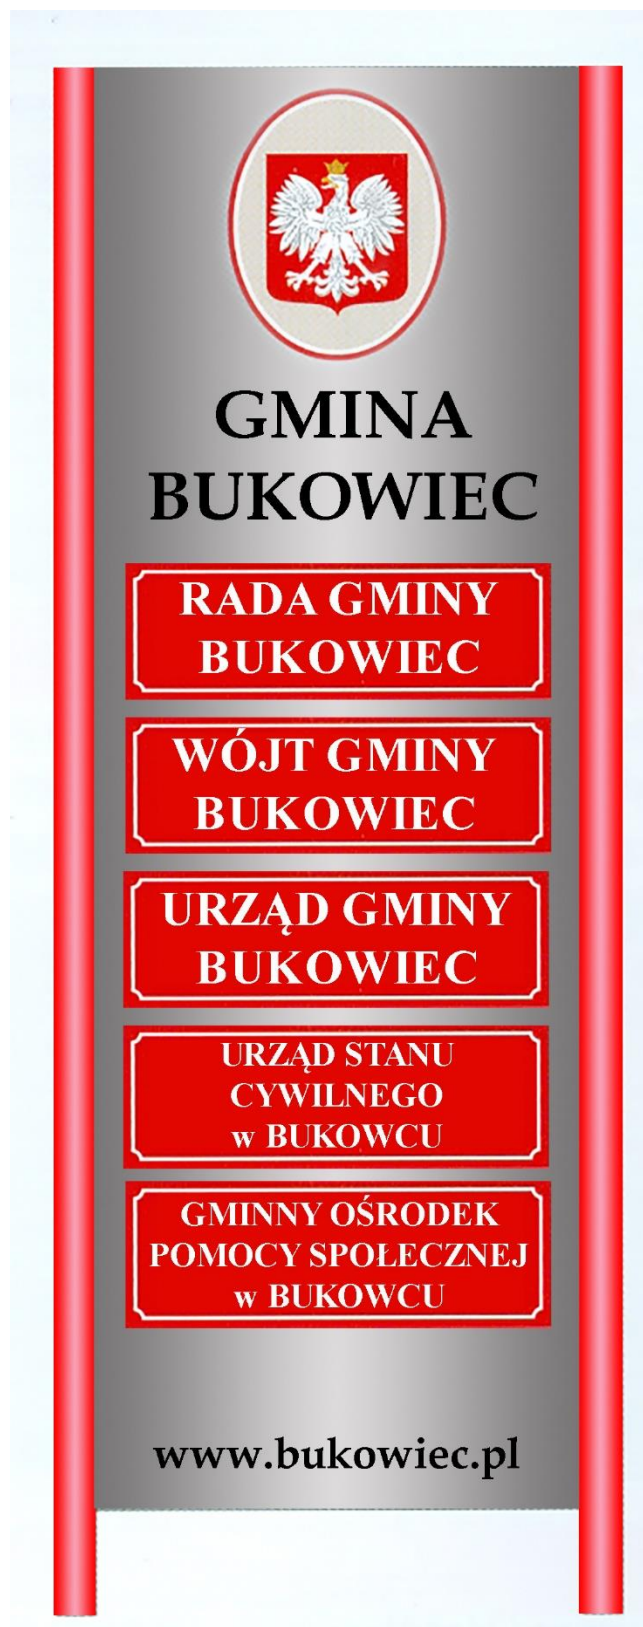 GMINA
BUKOWIEC
RADA GMINY
BUKOWIEC
WÓJT GMINY
BUKOWIEC
URZĄD GMINY
BUKOWIEC
URZĄD STANU
CYWILNEGO
w BUKOWCU
GMINNY OŚRODEK
POMOCY SPOŁECZNEJ
w BUKOWCU
www.bukowiec.pl